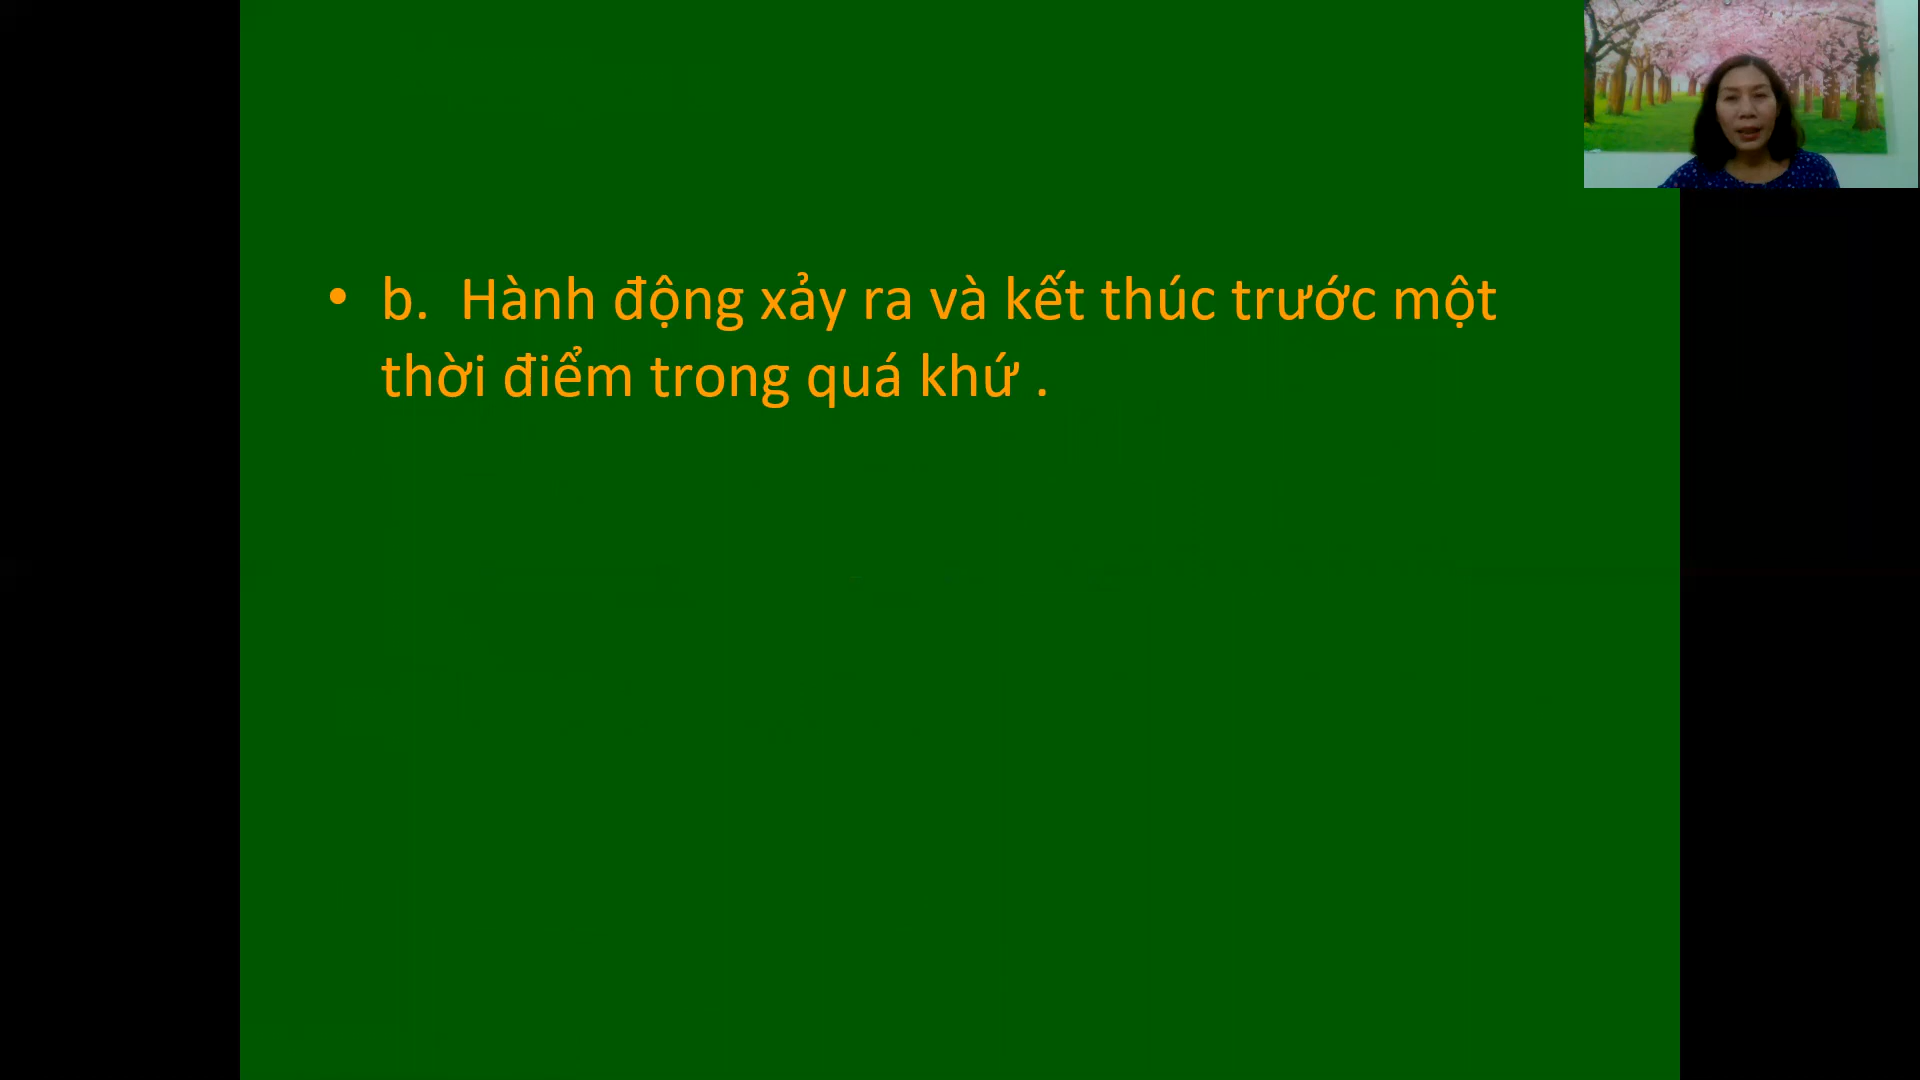 • b. Hành động xảy ra và kết thúc trước một
thời điểm trong quá khứ .